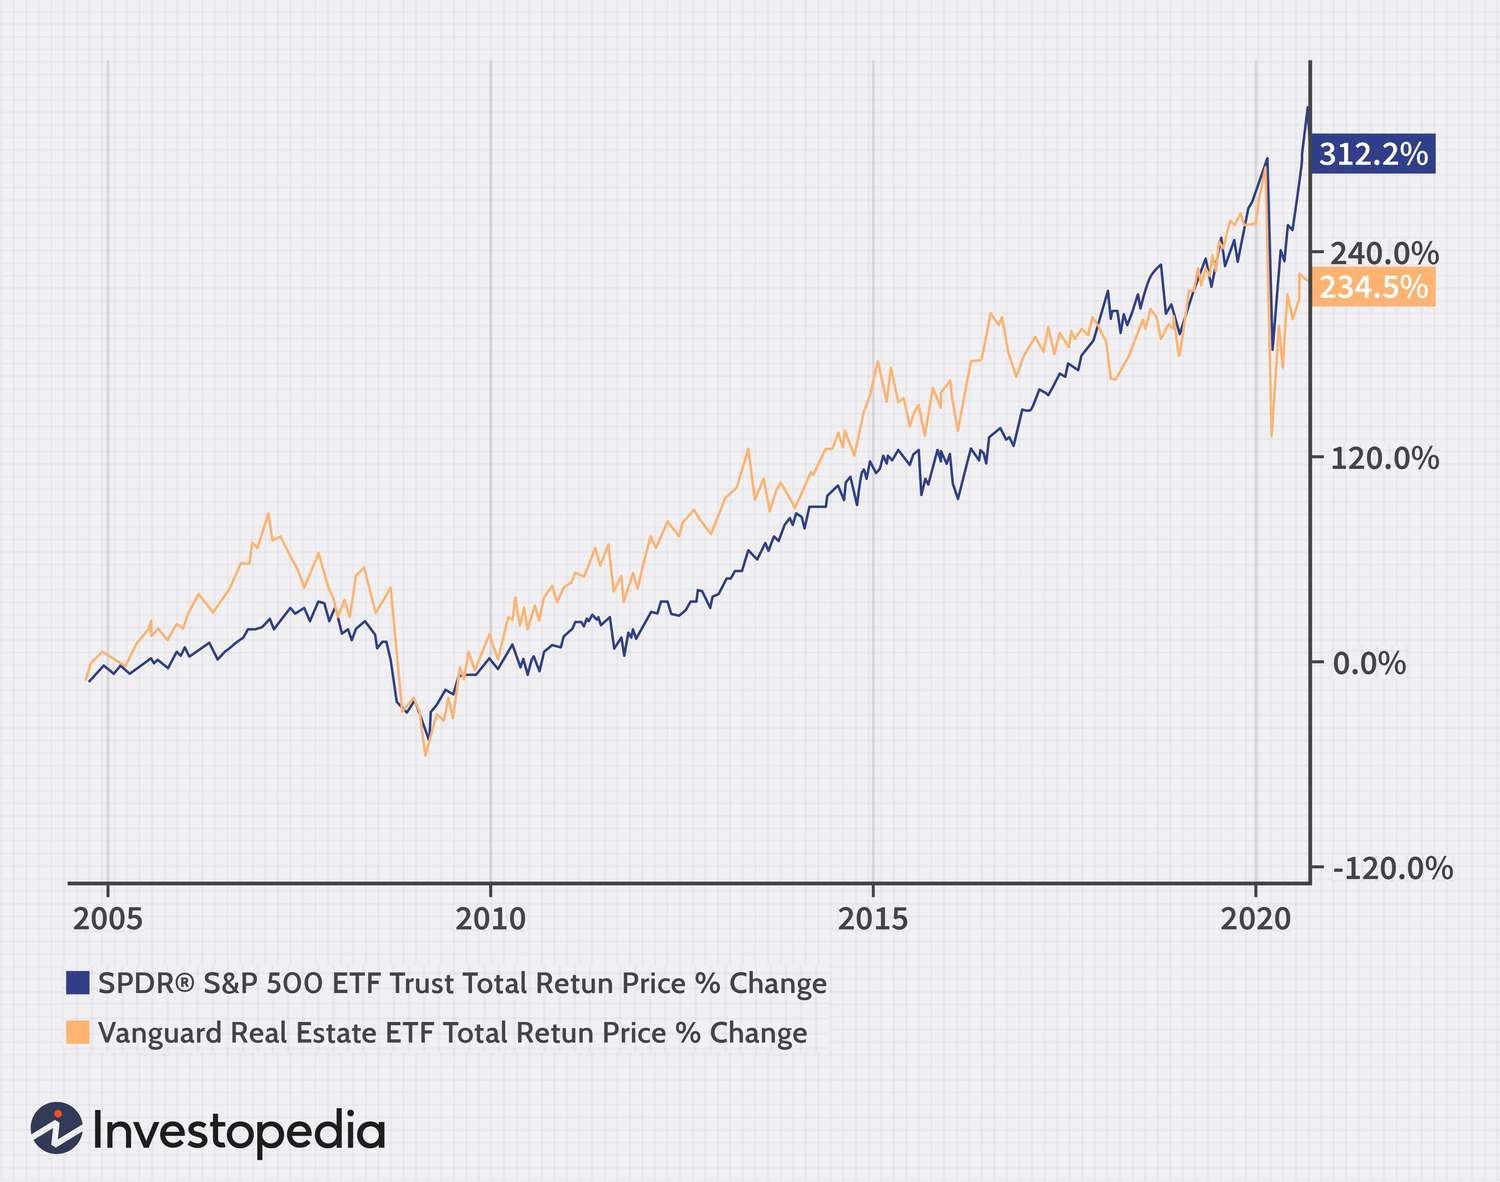 312.2%
240.0%
234.5%
120.0%
0.0%
-120.0%
2005 2010 2015 2020
SPDR® S&P 500 ETF Trust Total Retun Price % Change
Vanguard Real Estate ETF Total Retun Price % Change
Investopedia